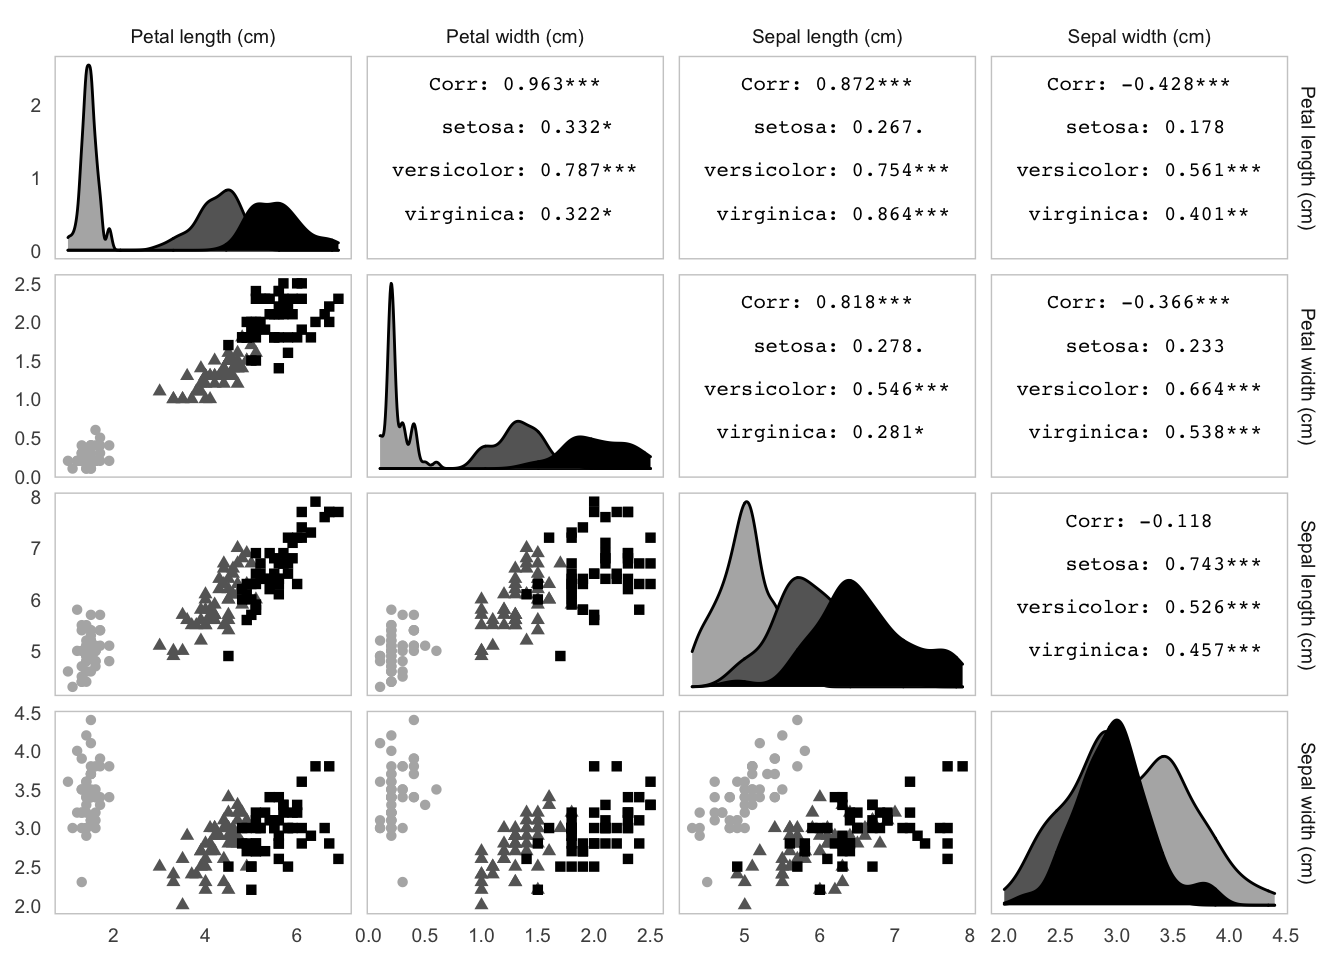 Petal length (cm)
Petal width (cm)
Sepal length (cm)
Sepal width (cm)
2
1
0
Corr: 0.963***
setosa: 0.332*
versicolor: 0.787***
virginica: 0.322*
Corr: 0.872***
setosa: 0.267.
versicolor: 0.754***
virginica: 0.864***
Corr: -0.428***
setosa: 0.178
versicolor: 0.561***
virginica: 0.401**
Petal length (cm)
2.5
2.0
1.5
1.0
0.5
0.0
Corr: 0.818***
setosa: 0.278.
versicolor: 0.546***
virginica: 0.281*
Corr: -0.366***
setosa: 0.233
versicolor: 0.664***
virginica: 0.538***
Petal width (cm)
8
7
6
5
Corr: -0.118
setosa: 0.743***
versicolor: 0.526***
virginica: 0.457***
Sepal length (cm)
4.5
4.0
3.5
3.0
2.5
2.0
Sepal width (cm)
2 4 6
0.0 0.5 1.0 1.5 2.0 2.5
5 6 7 8
2.0 2.5 3.0 3.5 4.0 4.5